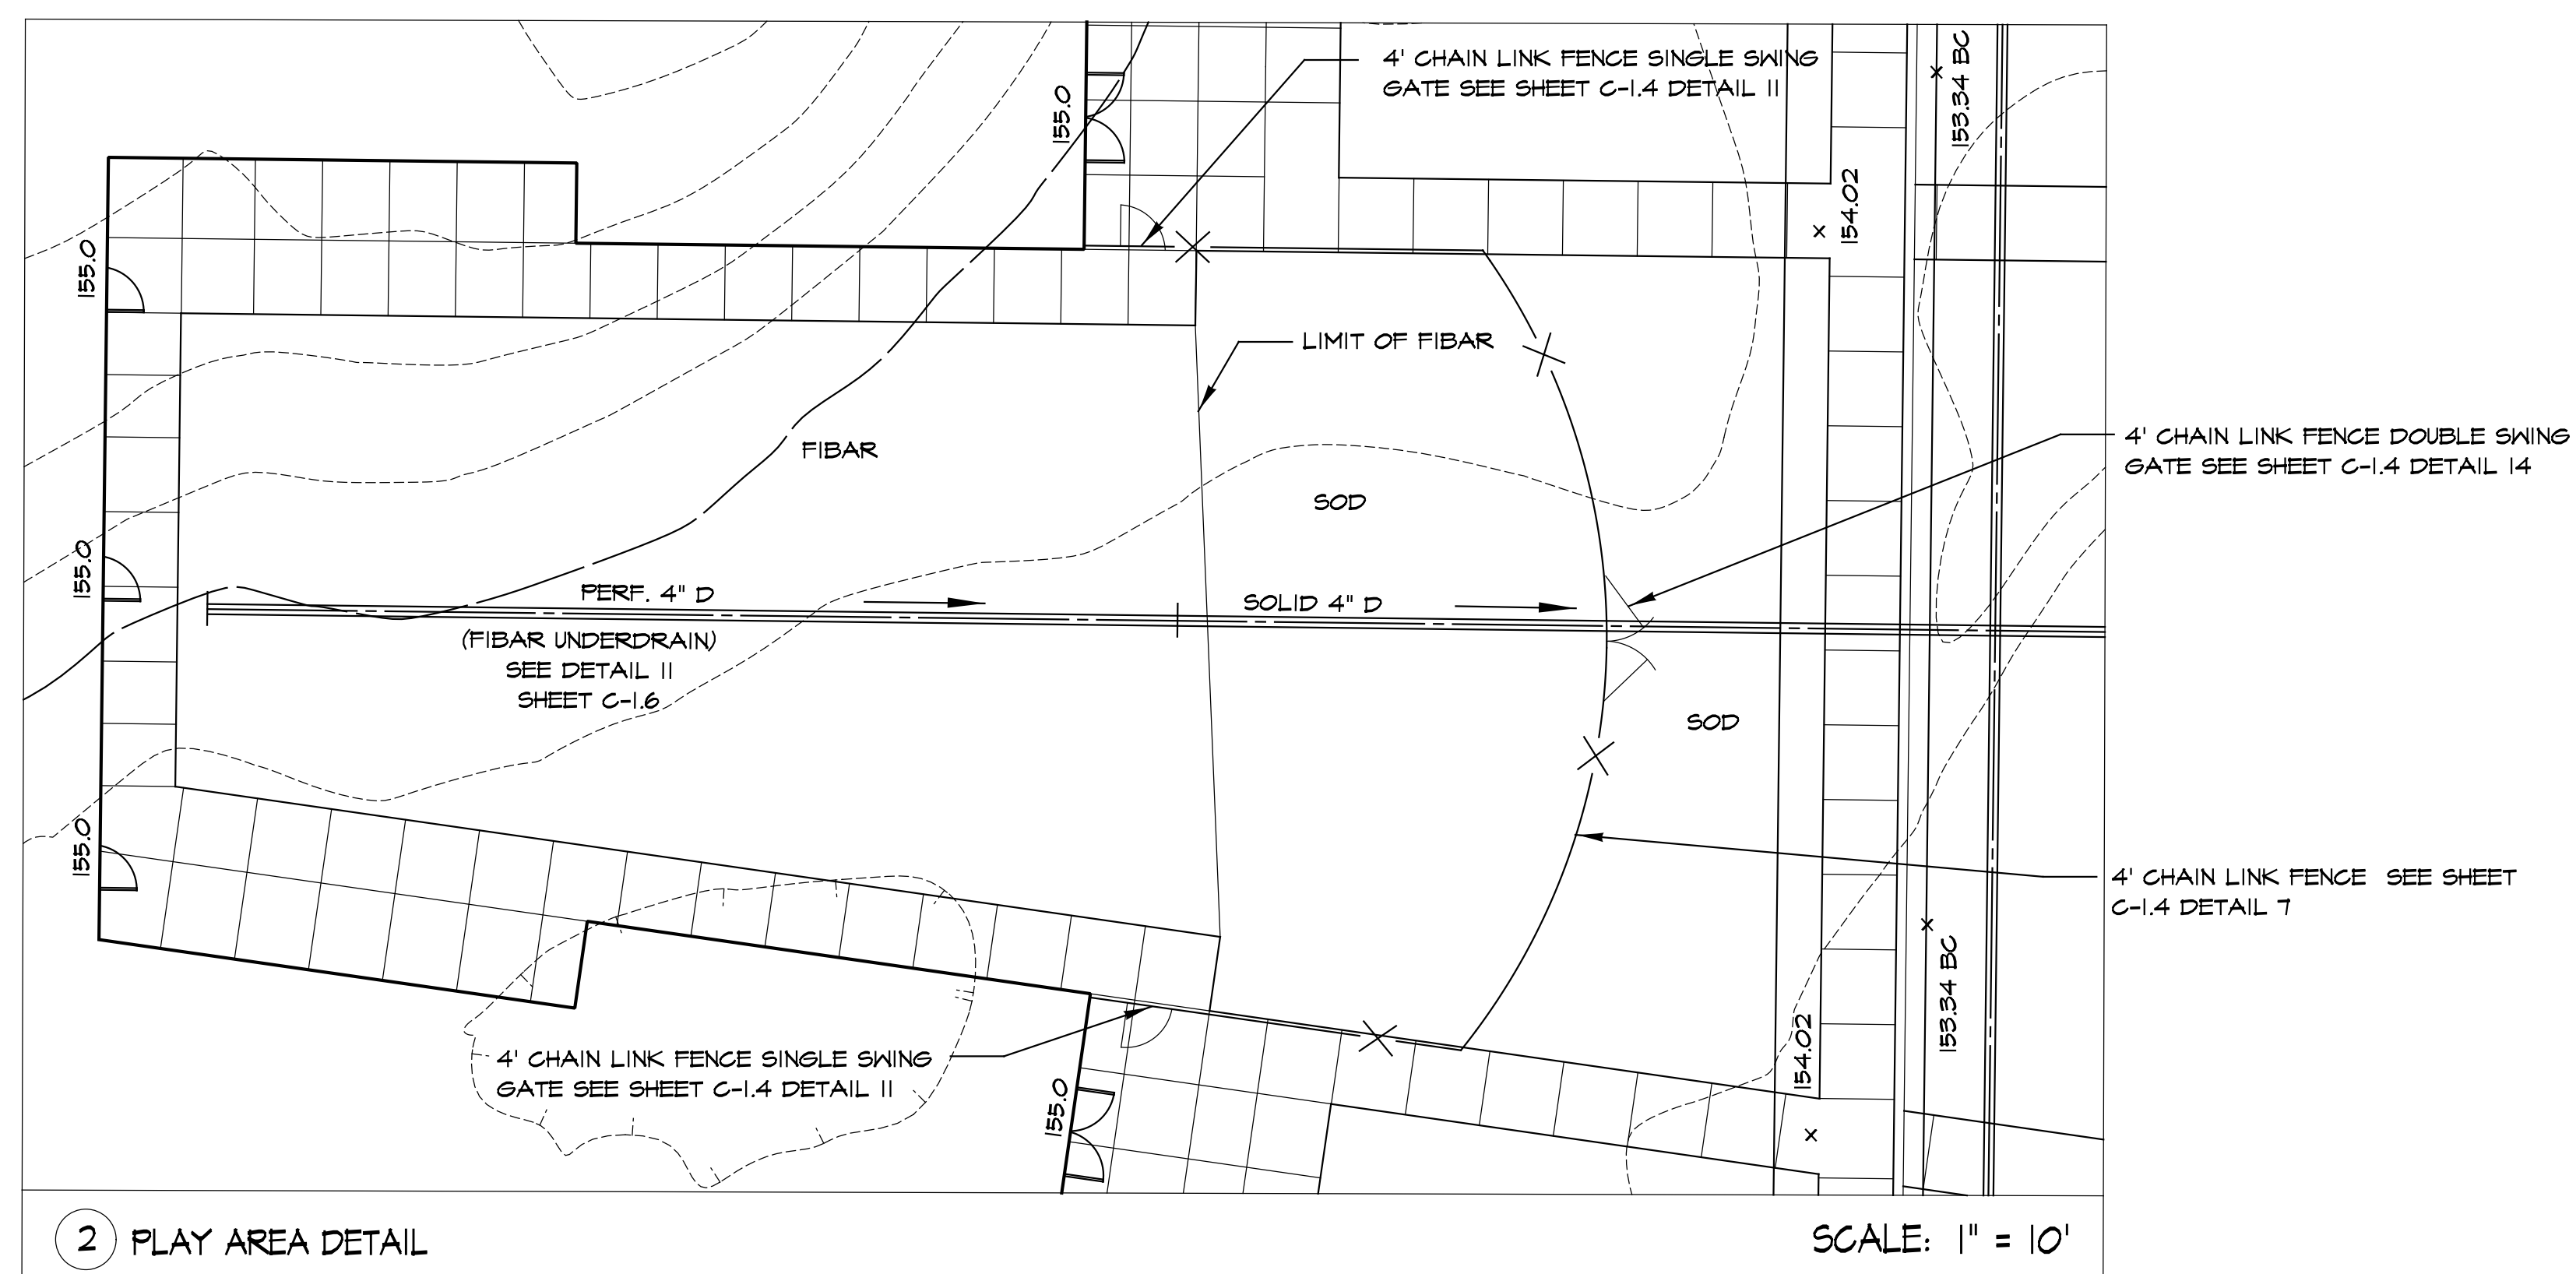 4' CHAIN LINK FENCE SINGLE SWING
GATE SEE SHEET C-1.4 DETAIL 11
153.34 BC
155.0
154.02
155.0
LIMIT OF FIBAR
FIBAR
4' CHAIN LINK FENCE DOUBLE SWING
GATE SEE SHEET C-1.4 DETAIL 14
SOD
155.0
PERF. 4" D
SOLID 4" D
(FIBAR UNDERDRAIN)
SEE DETAIL 11
SHEET C-1.6
SOD
155.0
4' CHAIN LINK FENCE SEE SHEET
C-1.4 DETAIL 7
153.34 BC
154.02
4' CHAIN LINK FENCE SINGLE SWING
GATE SEE SHEET C-1.4 DETAIL 11
155.0
2 PLAY AREA DETAIL
SCALE: 1" = 10'